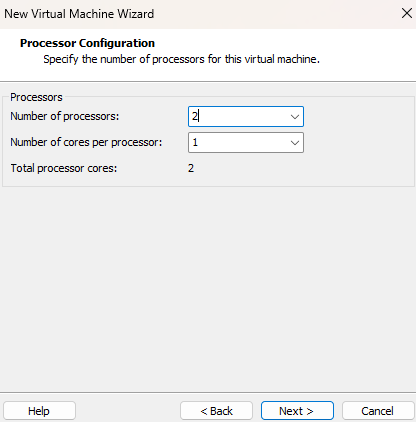 New Virtual Machine Wizard
Processor Configuration
Specify the number of processors for this virtual machine.
Processors
Number of processors: 2
Number of cores per processor: 1
Total processor cores: 2
Help < Back Next > Cancel